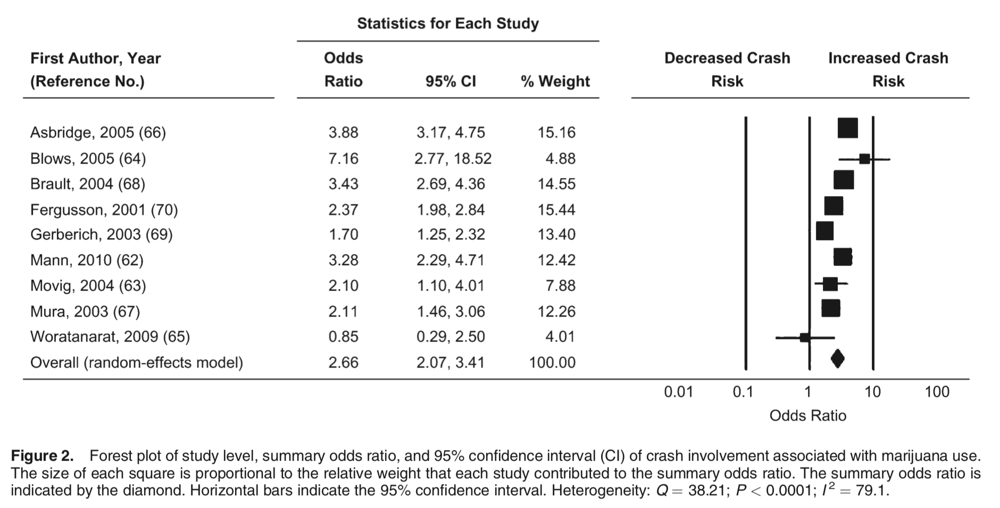 Statistics for Each Study
First Author, Year Odds Decreased Crash Increased Crash
(Reference No.) Ratio 95% CI % Weight Risk Risk
Asbridge, 2005 (66) 3.88 3.17, 4.75 15.16
Blows, 2005 (64) 7.16 2.77, 18.52 4.88
Brault, 2004 (68) 3.43 2.69, 4.36 14.55
Fergusson, 2001 (70) 2.37 1.98, 2.84 15.44
Gerberich, 2003 (69) 1.70 1.25, 2.32 13.40
Mann, 2010 (62) 3.28 2.29, 4.71 12.42
Movig, 2004 (63) 2.10 1.10, 4.01 7.88
Mura, 2003 (67) 2.11 1.46, 3.06 12.26
Woratanarat, 2009 (65) 0.85 0.29, 2.50 4.01
Overall (random-effects model) 2.66 2.07, 3.41 100.00
0.01 0.1 1 10 100
Odds Ratio
Figure 2. Forest plot of study level, summary odds ratio, and 95% confidence interval (CI) of crash involvement associated with marijuana use.
The size of each square is proportional to the relative weight that each study contributed to the summary odds ratio. The summary odds ratio is
indicated by the diamond. Horizontal bars indicate the 95% confidence interval. Heterogeneity: Q = 38.21; P < 0.0001; I² = 79.1.